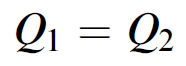 Q₁ = Q₂